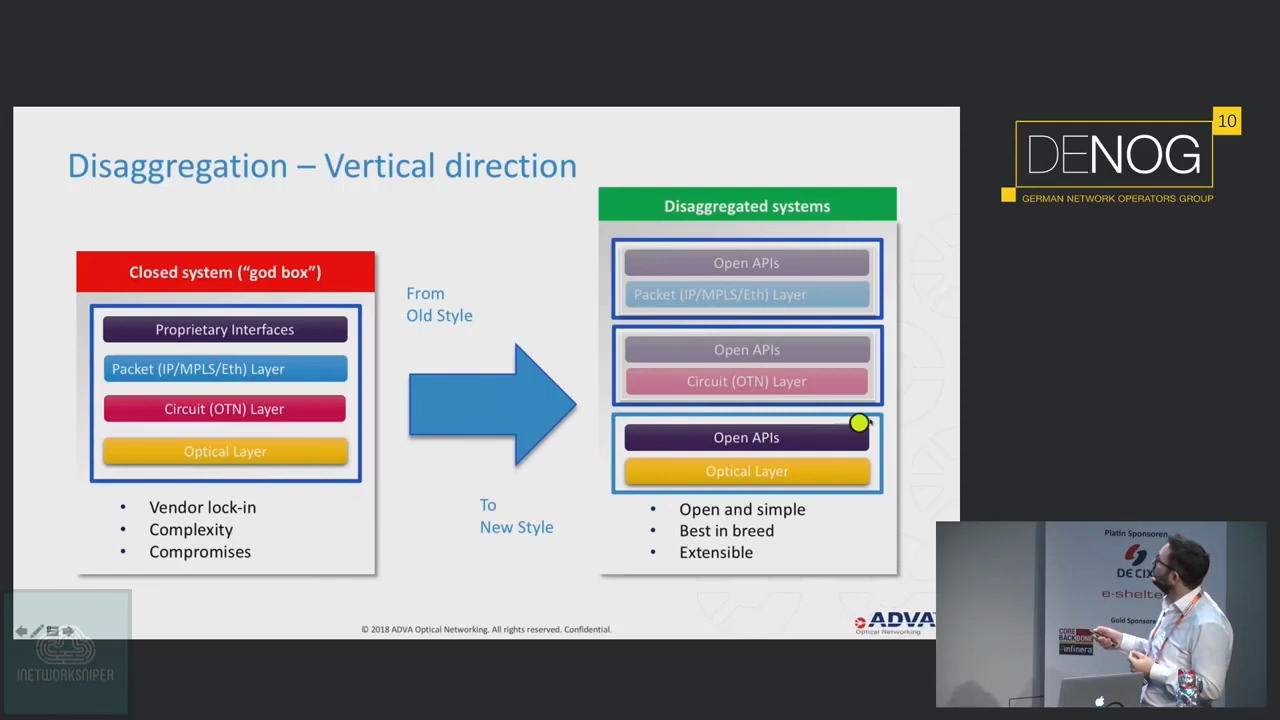 Disaggregation – Vertical direction
Closed system (“god box”)
Proprietary Interfaces
Packet (IP/MPLS/Eth) Layer
Circuit (OTN) Layer
Optical Layer
• Vendor lock-in
• Complexity
• Compromises
From
Old Style
To
New Style
Disaggregated systems
Open APIs
Packet (IP/MPLS/Eth) Layer
Open APIs
Circuit (OTN) Layer
Open APIs
Optical Layer
• Open and simple
• Best in breed
• Extensible
© 2018 ADVA Optical Networking. All rights reserved. Confidential.
ADVA
Optical Networking
10
DENOG
GERMAN NETWORK OPERATORS GROUP
Platin Sponsoren
DE CIX
e-shelte
Gold Sponsore
CORE
BACKBONE
infinera
INETWORKSNIPER